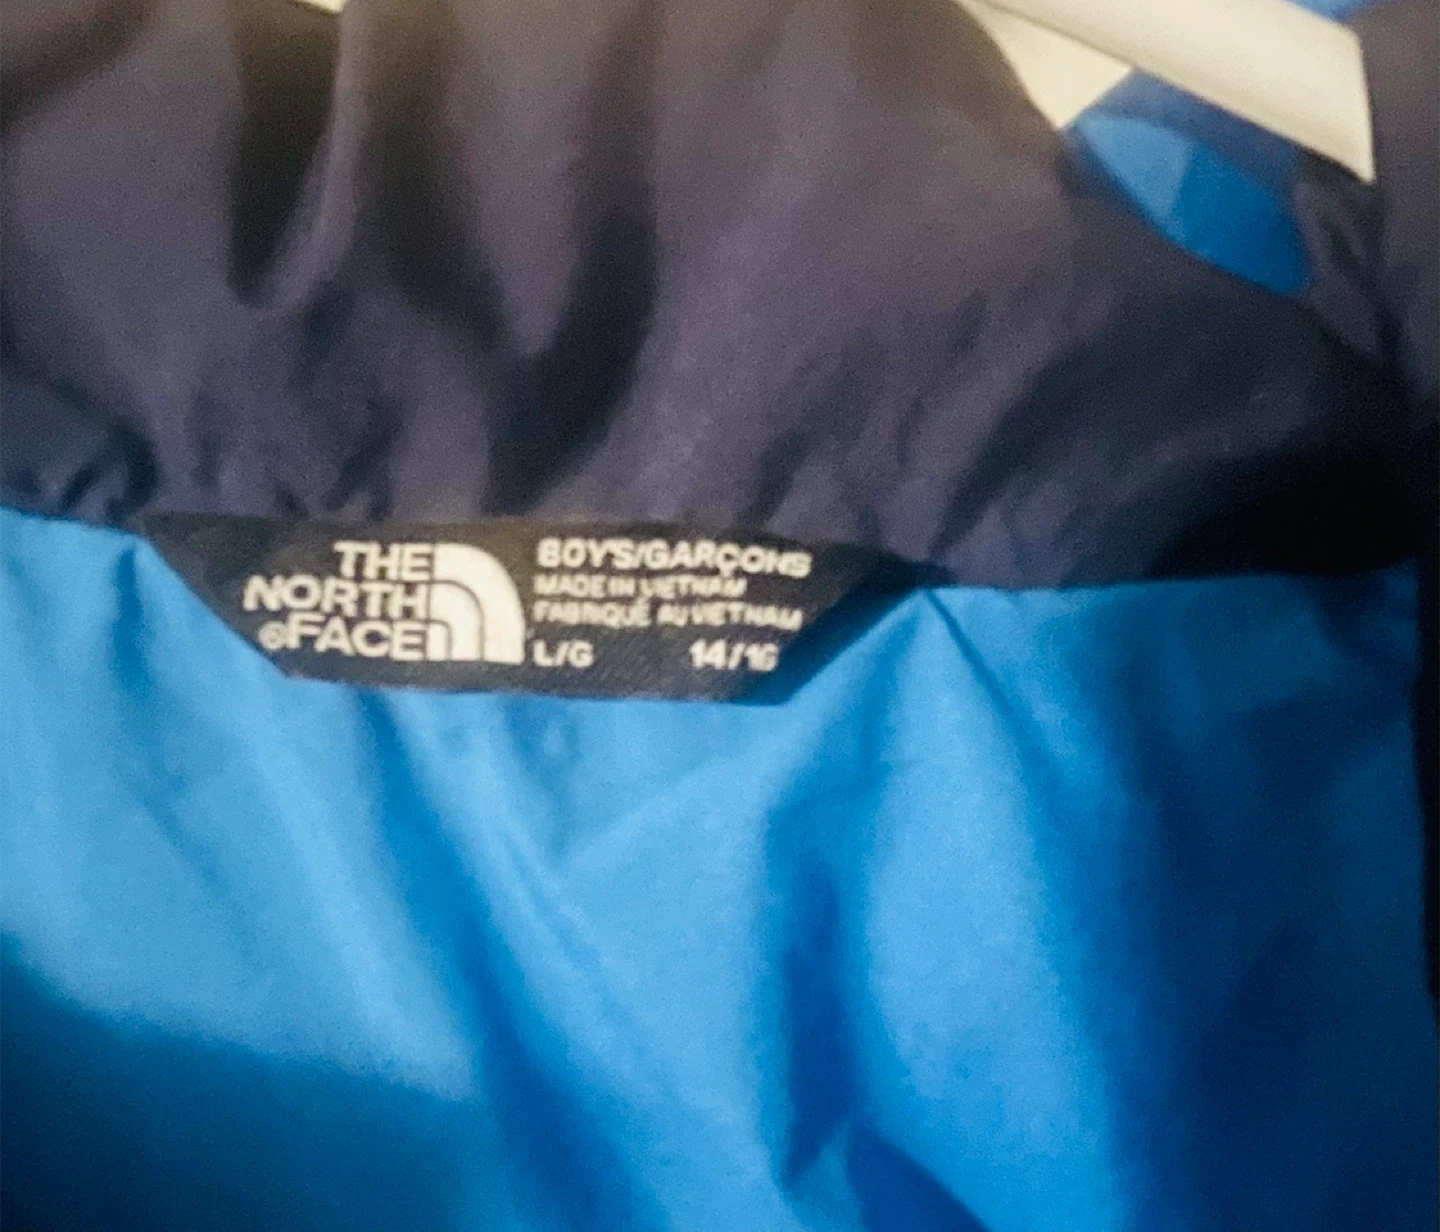 THE
NORTH
®FACE
BOYS/GARÇONS
MADE IN VIETNAM
FABRIQUÉ AU VIETNAM
L/G 14/16